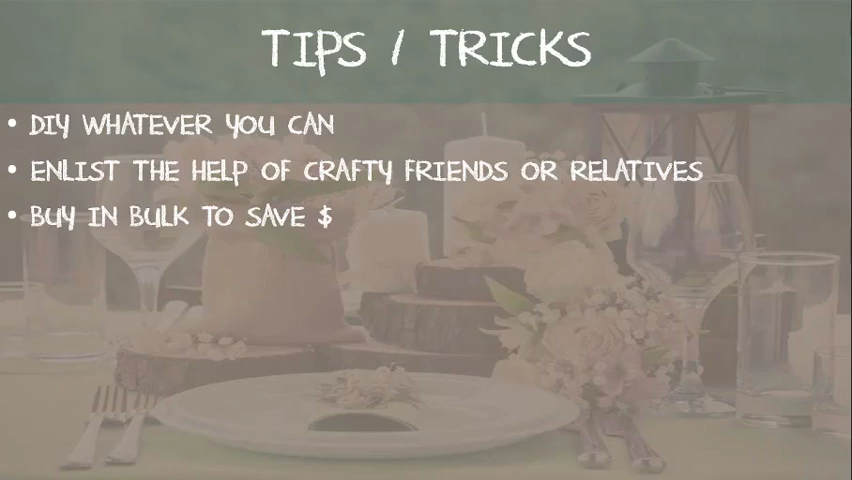 TIPS / TRICKS
• DIY WHATEVER YOU CAN
• ENLIST THE HELP OF CRAFTY FRIENDS OR RELATIVES
• BUY IN BULK TO SAVE $